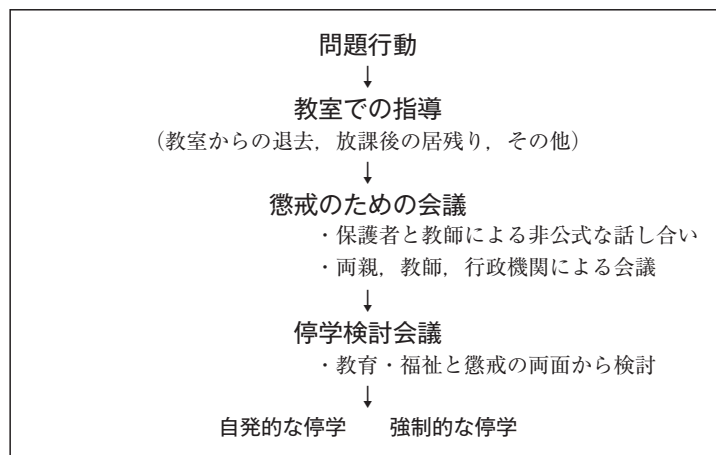 問題行動
↓
教室での指導
（教室からの退去，放課後の居残り，その他）
↓
懲戒のための会議
・保護者と教師による非公式な話し合い
・両親，教師，行政機関による会議
↓
停学検討会議
・教育・福祉と懲戒の両面から検討
↓
自発的な停学　　強制的な停学